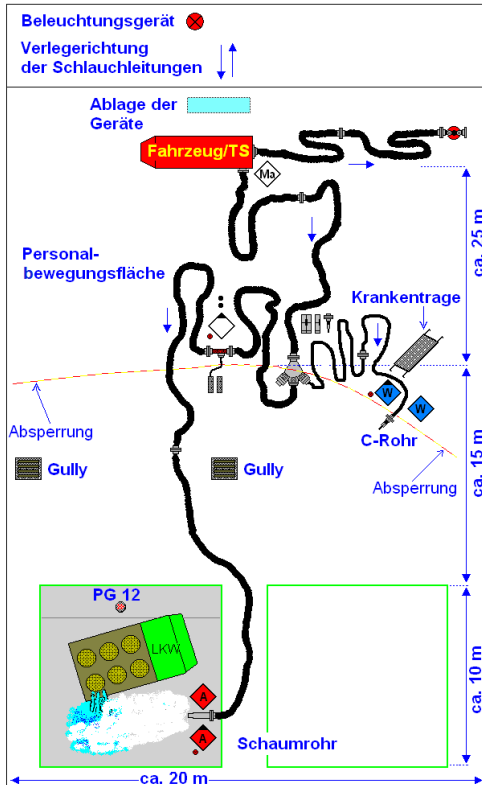 Beleuchtungsgerät
Verlegerichtung
der Schlauchleitungen
Ablage der
Geräte
Fahrzeug/TS
Ma
Personal-
bewegungsfläche
ca. 25 m
Krankentrage
W
W
Absperrung
C-Rohr
Gully
Gully
Absperrung
ca. 15 m
PG 12
LKW
A
A
Schaumrohr
ca. 10 m
ca. 20 m